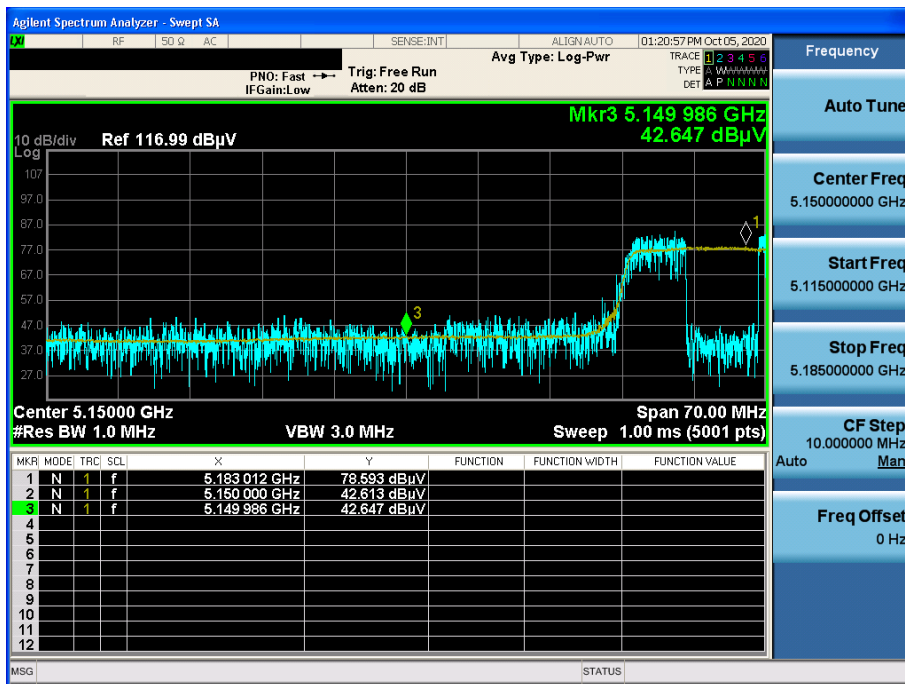 Agilent Spectrum Analyzer - Swept SA
LXI RF 50 Ω AC SENSE:INT ALIGN AUTO 01:20:57 PM Oct 05, 2020
Avg Type: Log-Pwr TRACE 1 2 3 4 5 6
PNO: Fast Trig: Free Run TYPE A WWWWW
IFGain:Low Atten: 20 dB DET A P N N N N
Mkr3 5.149 986 GHz
42.647 dBµV
10 dB/div Ref 116.99 dBµV
Log
107
97.0
87.0
77.0
67.0
57.0
47.0
37.0
27.0
1
3
Center 5.15000 GHz Span 70.00 MHz
#Res BW 1.0 MHz VBW 3.0 MHz Sweep 1.00 ms (5001 pts)
MKR MODE TRC SCL X Y FUNCTION FUNCTION WIDTH FUNCTION VALUE
1 N 1 f 5.183 012 GHz 78.593 dBµV
2 N 1 f 5.150 000 GHz 42.613 dBµV
3 N 1 f 5.149 986 GHz 42.647 dBµV
4
5
6
7
8
9
10
11
12
MSG STATUS
Frequency
Auto Tune
Center Freq
5.150000000 GHz
Start Freq
5.115000000 GHz
Stop Freq
5.185000000 GHz
CF Step
10.000000 MHz
Auto Man
Freq Offset
0 Hz